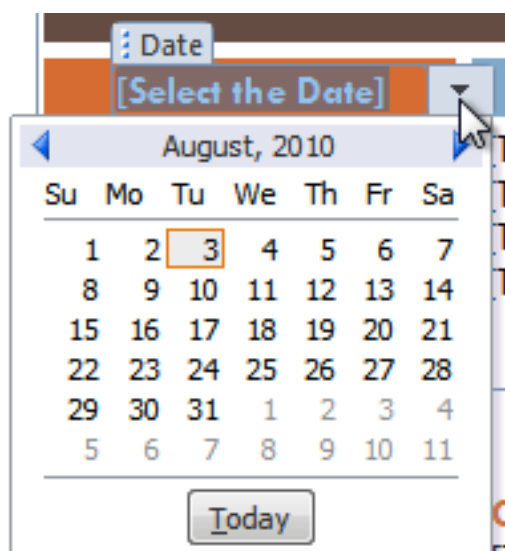 Date
[Select the Date]
August, 2010
Su Mo Tu We Th Fr Sa
1 2 3 4 5 6 7
8 9 10 11 12 13 14
15 16 17 18 19 20 21
22 23 24 25 26 27 28
29 30 31 1 2 3 4
5 6 7 8 9 10 11
Today